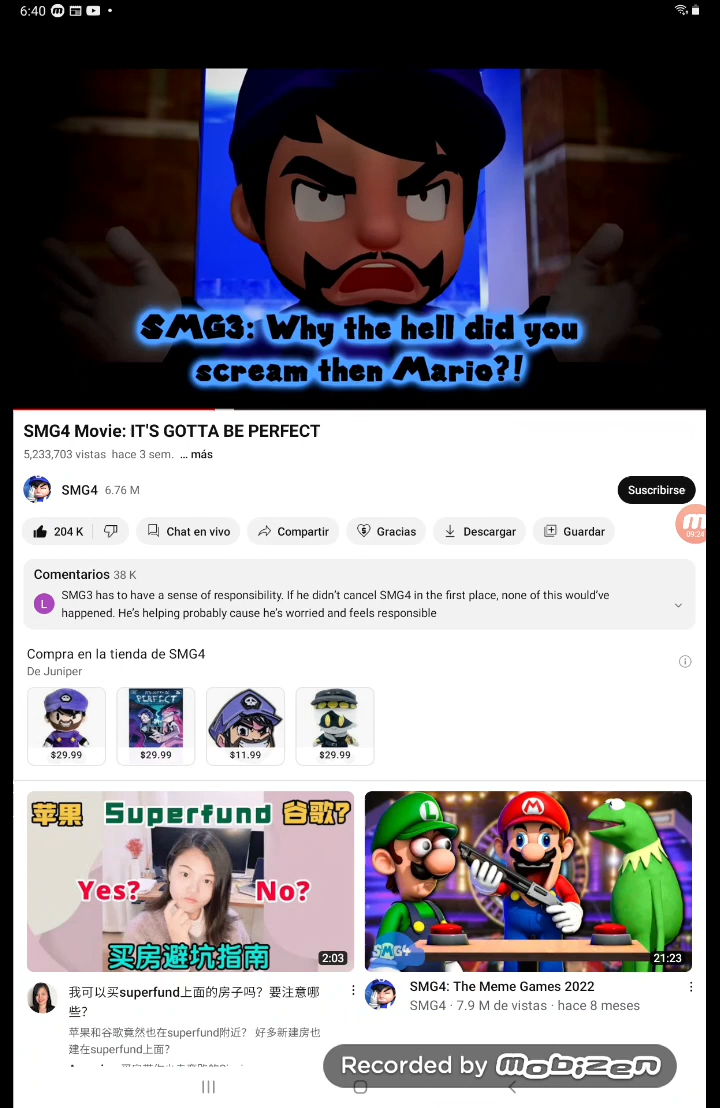 6:40
SMG3: Why the hell did you
scream then Mario?!
SMG4 Movie: IT'S GOTTA BE PERFECT
5,233,703 vistas hace 3 sem. ... más
SMG4 6.76 M
Suscribirse
204 K
Chat en vivo
Compartir
Gracias
Descargar
Guardar
09:24
Comentarios 38 K
L
SMG3 has to have a sense of responsibility. If he didn't cancel SMG4 in the first place, none of this would've
happened. He's helping probably cause he's worried and feels responsible
Compra en la tienda de SMG4
De Juniper
PERFECT
$29.99
$29.99
$11.99
$29.99
苹果 Superfund 谷歌?
Yes? No?
买房避坑指南
2:03
L
M
SMG4
21:23
我可以买superfund上面的房子吗？要注意哪
些？
苹果和谷歌竟然也在superfund附近？ 好多新建房也
建在superfund上面？
SMG4: The Meme Games 2022
SMG4 · 7.9 M de vistas · hace 8 meses
Recorded by mobizen